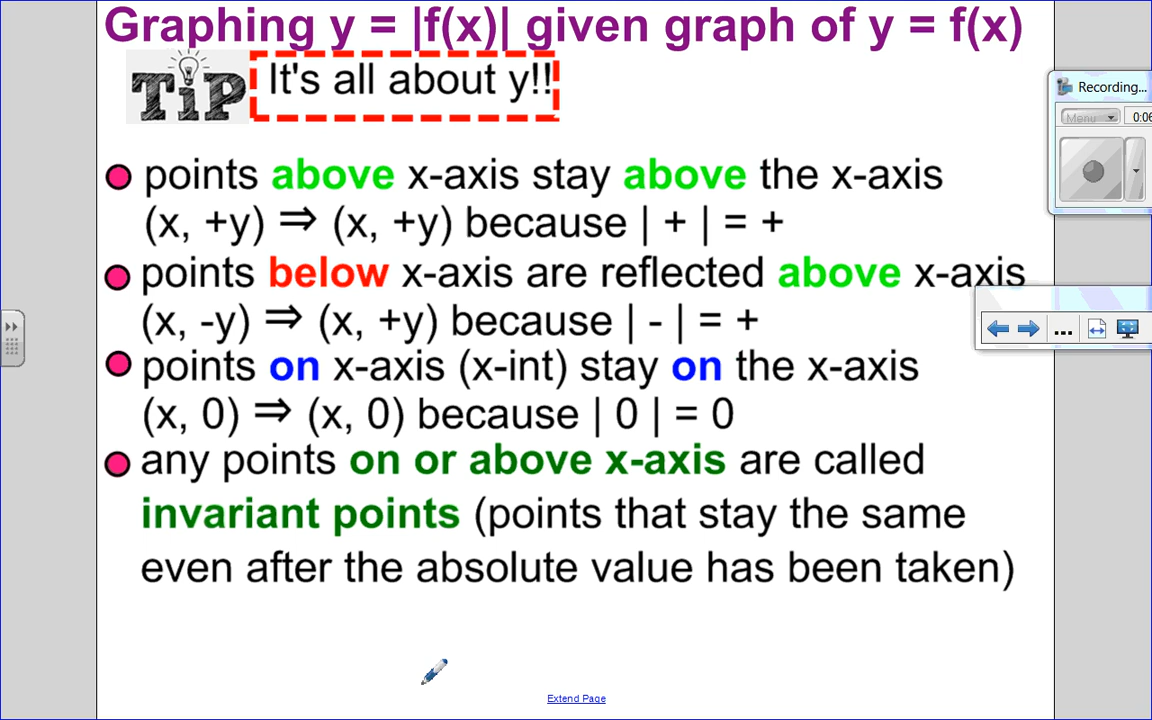 Graphing y = |f(x)| given graph of y = f(x)
TiP
It's all about y!!
Recording...
Menu
0:06
points above x-axis stay above the x-axis
(x, +y) ⇒ (x, +y) because | + | = +
points below x-axis are reflected above x-axis
(x, -y) ⇒ (x, +y) because | - | = +
...
points on x-axis (x-int) stay on the x-axis
(x, 0) ⇒ (x, 0) because | 0 | = 0
any points on or above x-axis are called
invariant points (points that stay the same
even after the absolute value has been taken)
Extend Page